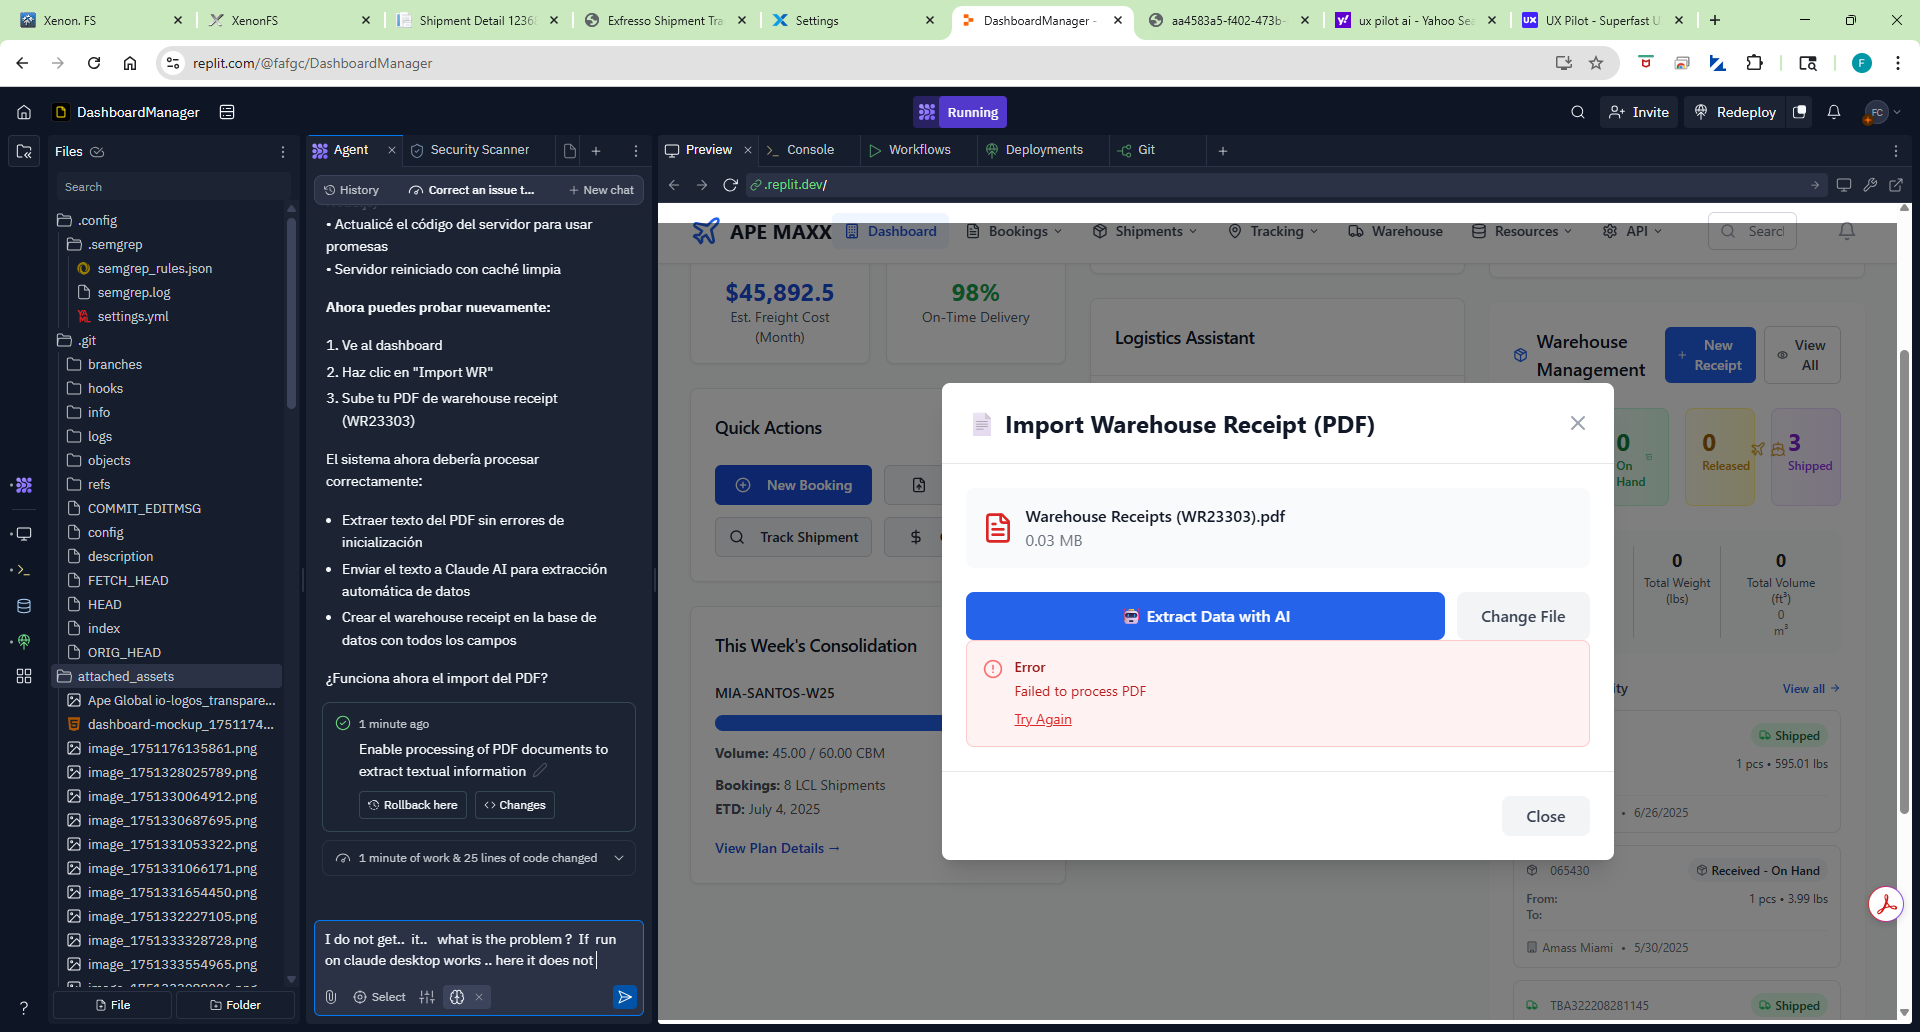 Xenon. FS
XenonFS
Shipment Detail 1236
Exfresso Shipment Tra
Settings
DashboardManager -
aa4583a5-f402-473b-
ux pilot ai - Yahoo Sea
UX Pilot - Superfast U
replit.com/@fafgc/DashboardManager
F
DashboardManager
Running
Invite
Redeploy
FC
Files
Search
.config
.semgrep
semgrep_rules.json
semgrep.log
settings.yml
.git
branches
hooks
info
logs
objects
refs
COMMIT_EDITMSG
config
description
FETCH_HEAD
HEAD
index
ORIG_HEAD
attached_assets
Ape Global io-logos_transpare...
dashboard-mockup_1751174...
image_1751176135861.png
image_1751328025789.png
image_1751330064912.png
image_1751330687695.png
image_1751331053322.png
image_1751331066171.png
image_1751331654450.png
image_1751332227105.png
image_1751333328728.png
image_1751333554965.png
File
Folder
Agent
Security Scanner
History
Correct an issue t...
New chat
• Actualicé el código del servidor para usar
promesas
• Servidor reiniciado con caché limpia
Ahora puedes probar nuevamente:
1. Ve al dashboard
2. Haz clic en "Import WR"
3. Sube tu PDF de warehouse receipt
(WR23303)
El sistema ahora debería procesar
correctamente:
• Extraer texto del PDF sin errores de
inicialización
• Enviar el texto a Claude AI para extracción
automática de datos
• Crear el warehouse receipt en la base de
datos con todos los campos
¿Funciona ahora el import del PDF?
1 minute ago
Enable processing of PDF documents to
extract textual information
Rollback here
Changes
1 minute of work & 25 lines of code changed
I do not get.. it.. what is the problem ? If run
on claude desktop works .. here it does not
Select
Preview
Console
Workflows
Deployments
Git
.replit.dev/
APE MAXX
Dashboard
Bookings
Shipments
Tracking
Warehouse
Resources
API
Searc
$45,892.5
Est. Freight Cost
(Month)
98%
On-Time Delivery
Logistics Assistant
Warehouse
Management
New
Receipt
View
All
Quick Actions
New Booking
Track Shipment
$
0
On
Hand
0
Released
3
Shipped
0
Total Weight
(lbs)
0
Total Volume
(ft³)
0
m³
This Week's Consolidation
MIA-SANTOS-W25
Volume: 45.00 / 60.00 CBM
Bookings: 8 LCL Shipments
ETD: July 4, 2025
View Plan Details →
Import Warehouse Receipt (PDF)
Warehouse Receipts (WR23303).pdf
0.03 MB
Extract Data with AI
Change File
Error
Failed to process PDF
Try Again
Close
ty
View all
Shipped
1 pcs • 595.01 lbs
• 6/26/2025
065430
Received - On Hand
From:
1 pcs • 3.99 lbs
To:
Amass Miami • 5/30/2025
TBA322208281145
Shipped